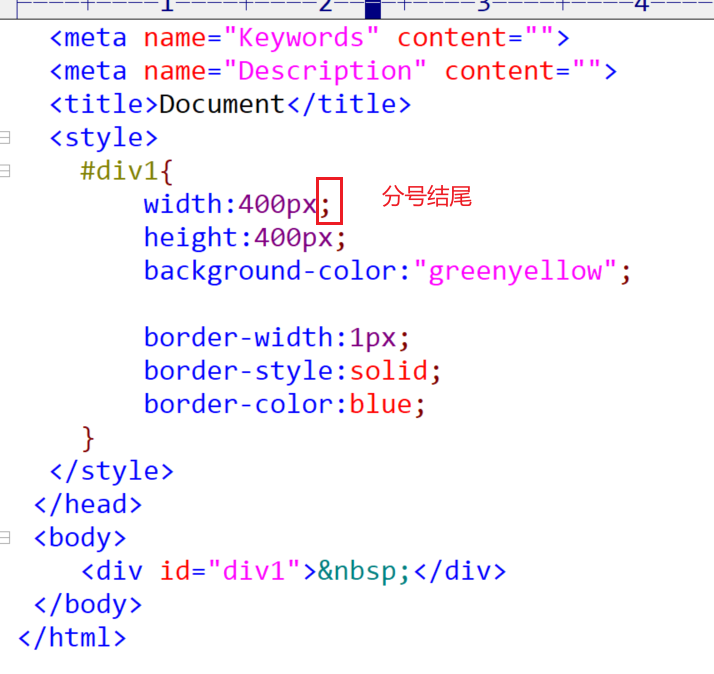 ----+----1----+----2----+----3----+----4----
<meta name="Keywords" content="">
<meta name="Description" content="">
<title>Document</title>
<style>
#div1{
width:400px; 分号结尾
height:400px;
background-color:"greenyellow";
border-width:1px;
border-style:solid;
border-color:blue;
}
</style>
</head>
<body>
<div id="div1">&nbsp;</div>
</body>
</html>